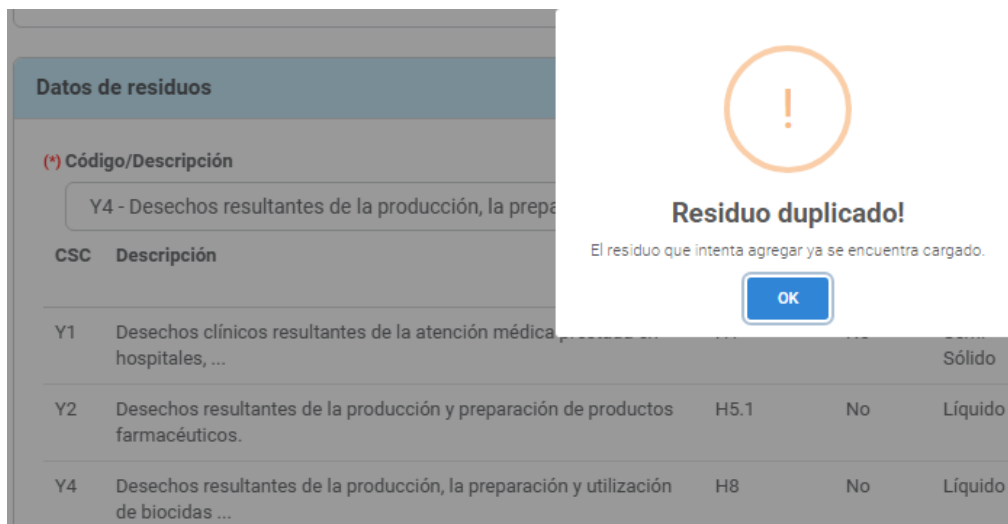 Datos de residuos
(*) Código/Descripción
Y4 - Desechos resultantes de la producción, la prepa
CSC Descripción
!
Residuo duplicado!
El residuo que intenta agregar ya se encuentra cargado.
OK
Y1 Desechos clínicos resultantes de la atención médica
hospitales, ... Sólido
Y2 Desechos resultantes de la producción y preparación de productos H5.1 No Líquido
farmacéuticos.
Y4 Desechos resultantes de la producción, la preparación y utilización H8 No Líquido
de biocidas ...